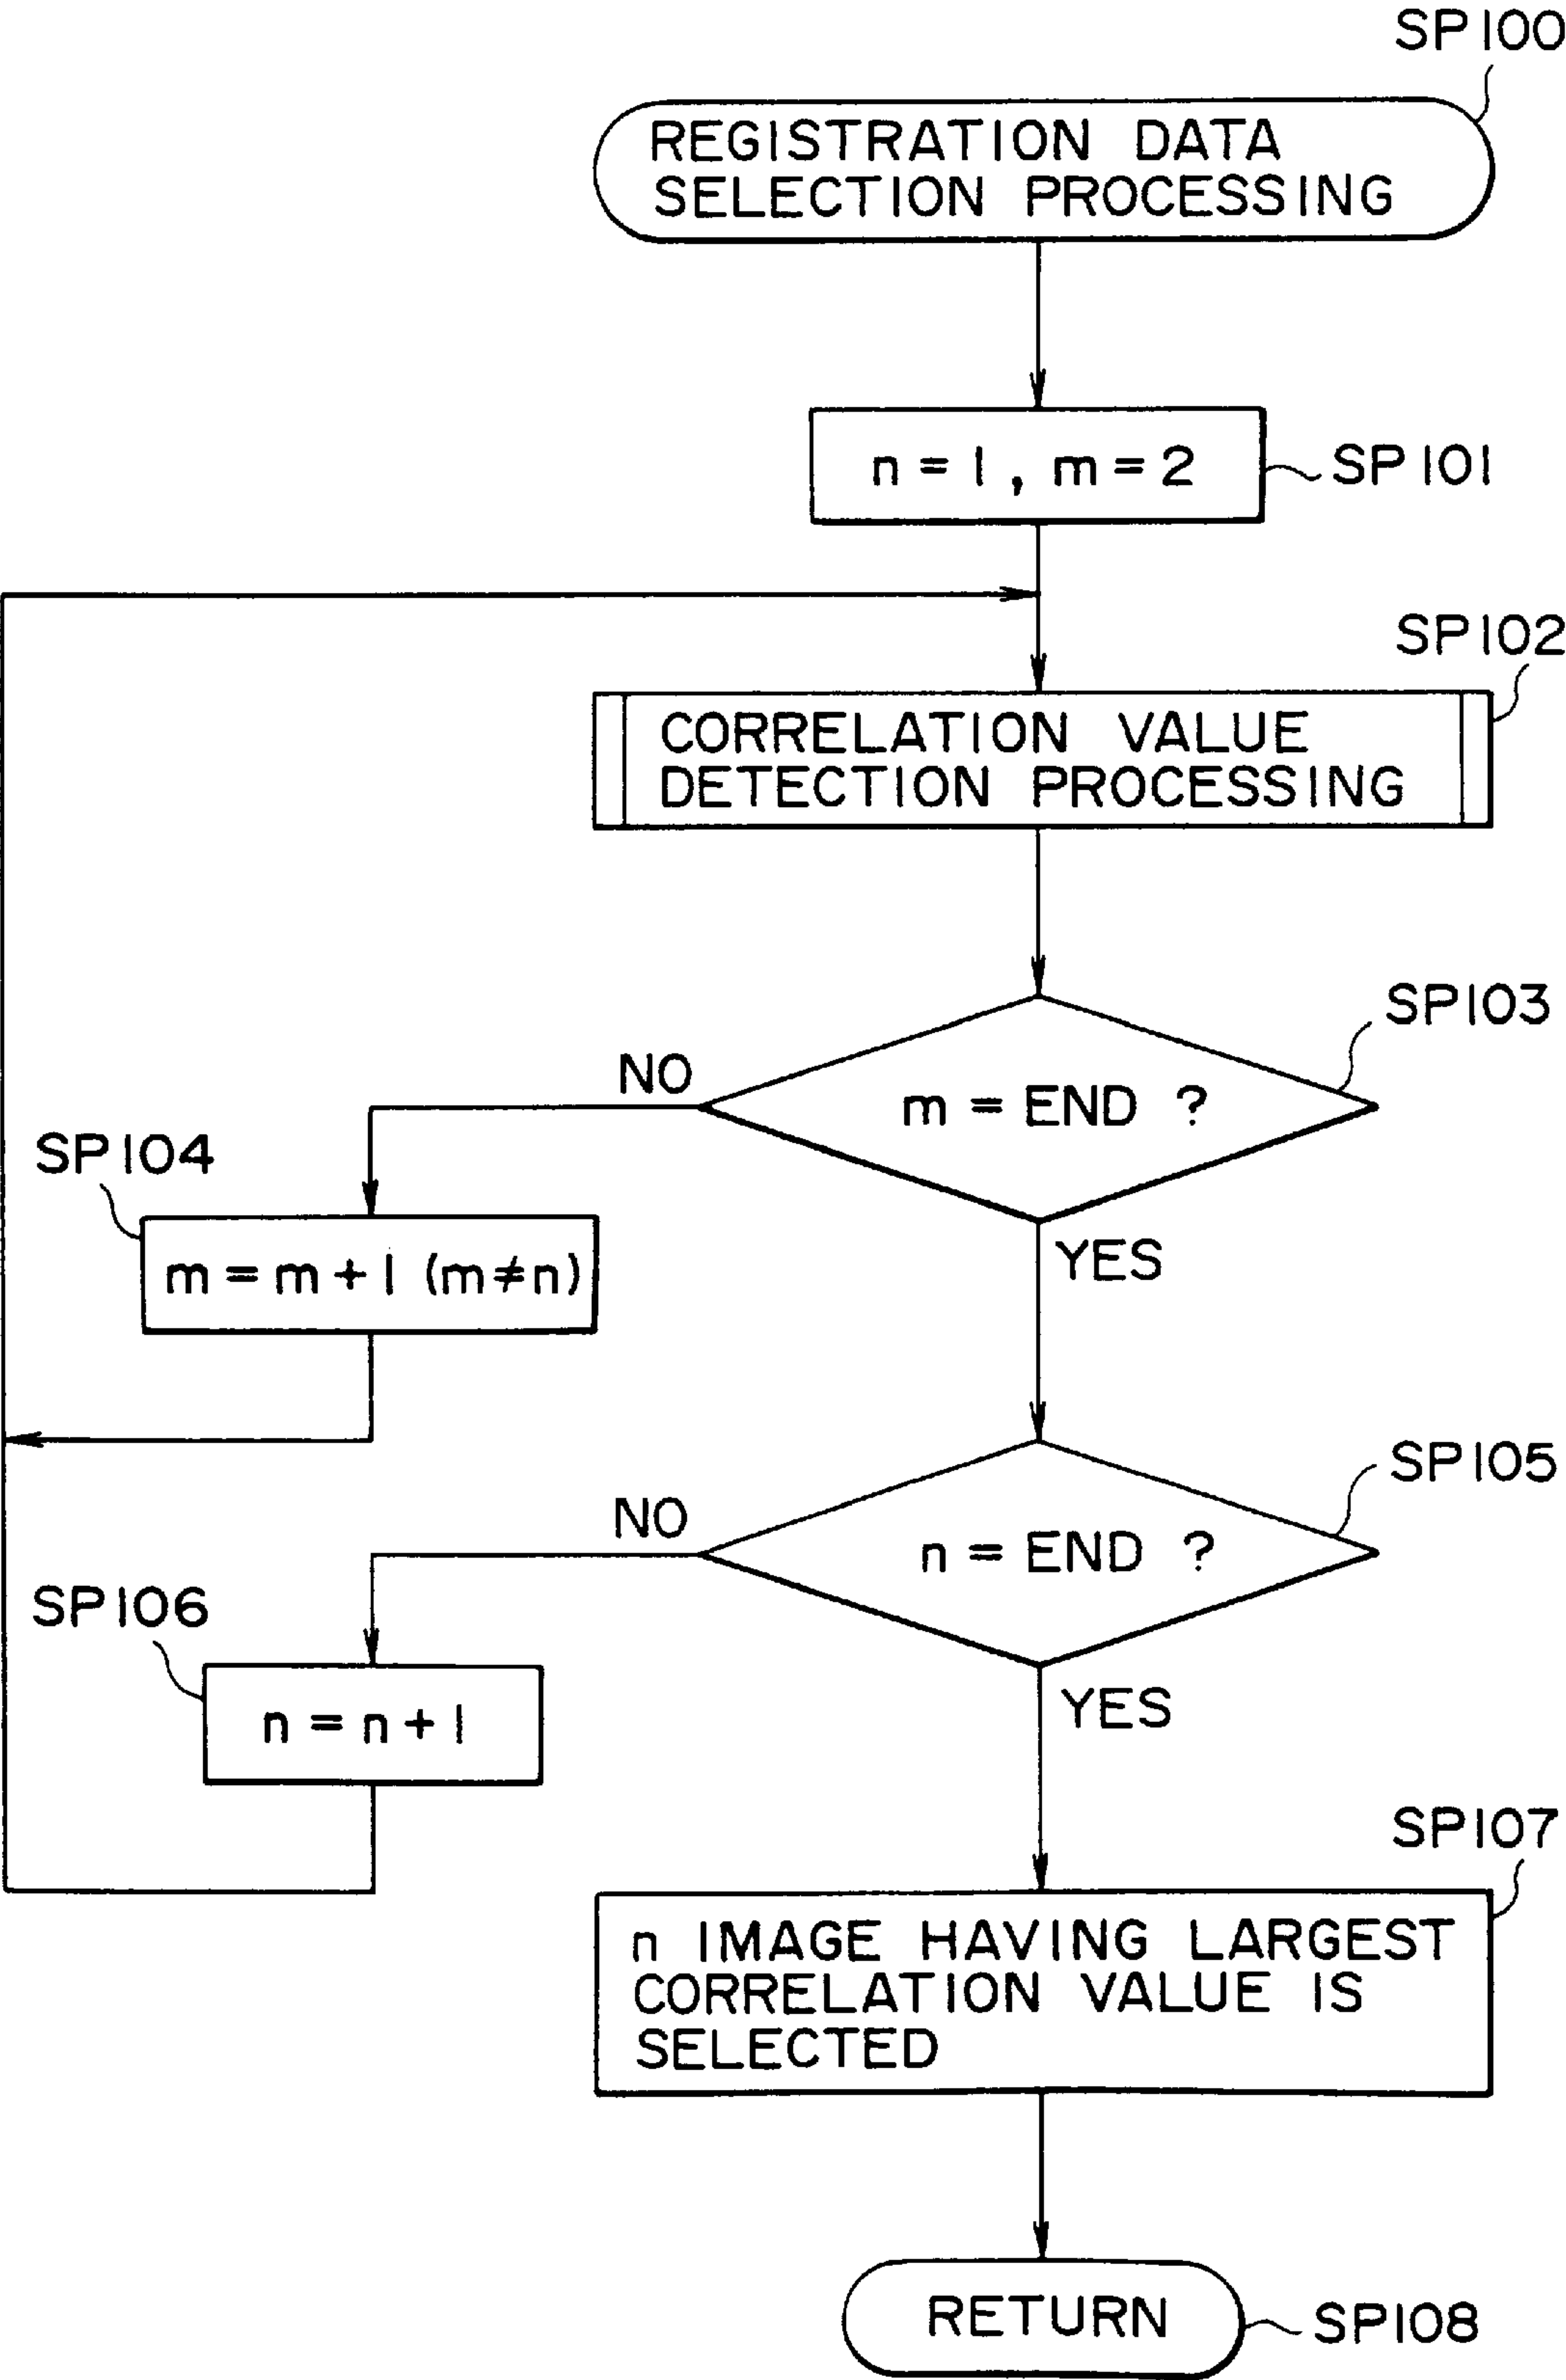 SP100
REGISTRATION DATA
SELECTION PROCESSING
n = 1 , m = 2
SP101
SP102
CORRELATION VALUE
DETECTION PROCESSING
SP103
NO
m = END ?
SP104
YES
m = m + 1 (m≠n)
SP105
NO
n = END ?
SP106
YES
n = n + 1
SP107
n IMAGE HAVING LARGEST
CORRELATION VALUE IS
SELECTED
RETURN
SP108